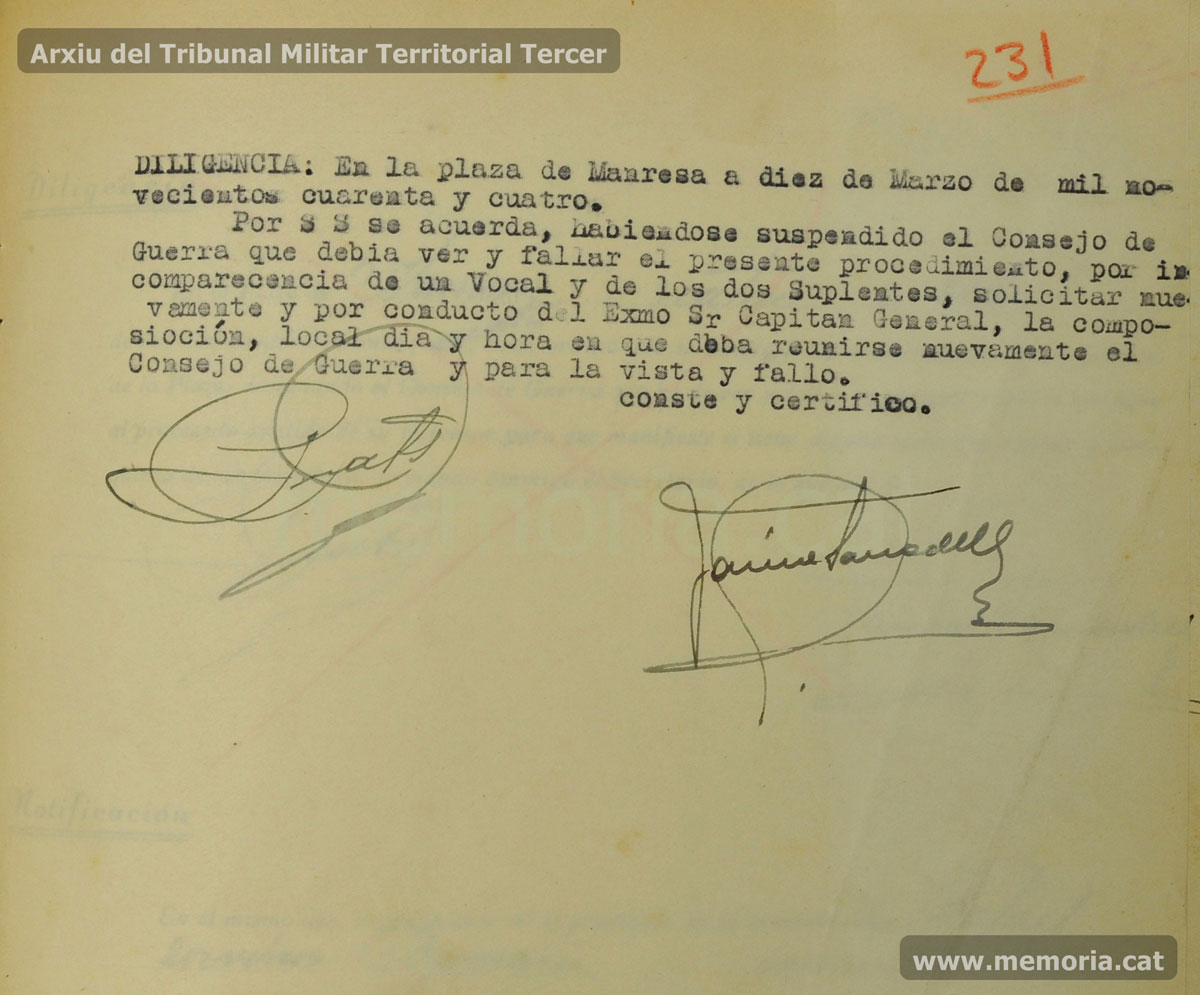 Arxiu del Tribunal Militar Territorial Tercer
231
DILIGENCIA: En la plaza de Manresa a diez de Marzo de mil no-
vecientos cuarenta y cuatro.
Por S S se acuerda, habiendose suspendido el Consejo de
Guerra que debia ver y fallar el presente procedimiento, por in
comparecencia de un Vocal y de los dos Suplentes, solicitar nue-
vamente y por conducto del Exmo Sr Capitan General, la compo-
sioción, local dia y hora en que deba reunirse nuevamente el
Consejo de Guerra y para la vista y fallo.
conste y certifico.
Prats
Jaime
Notificación
www.memoria.cat